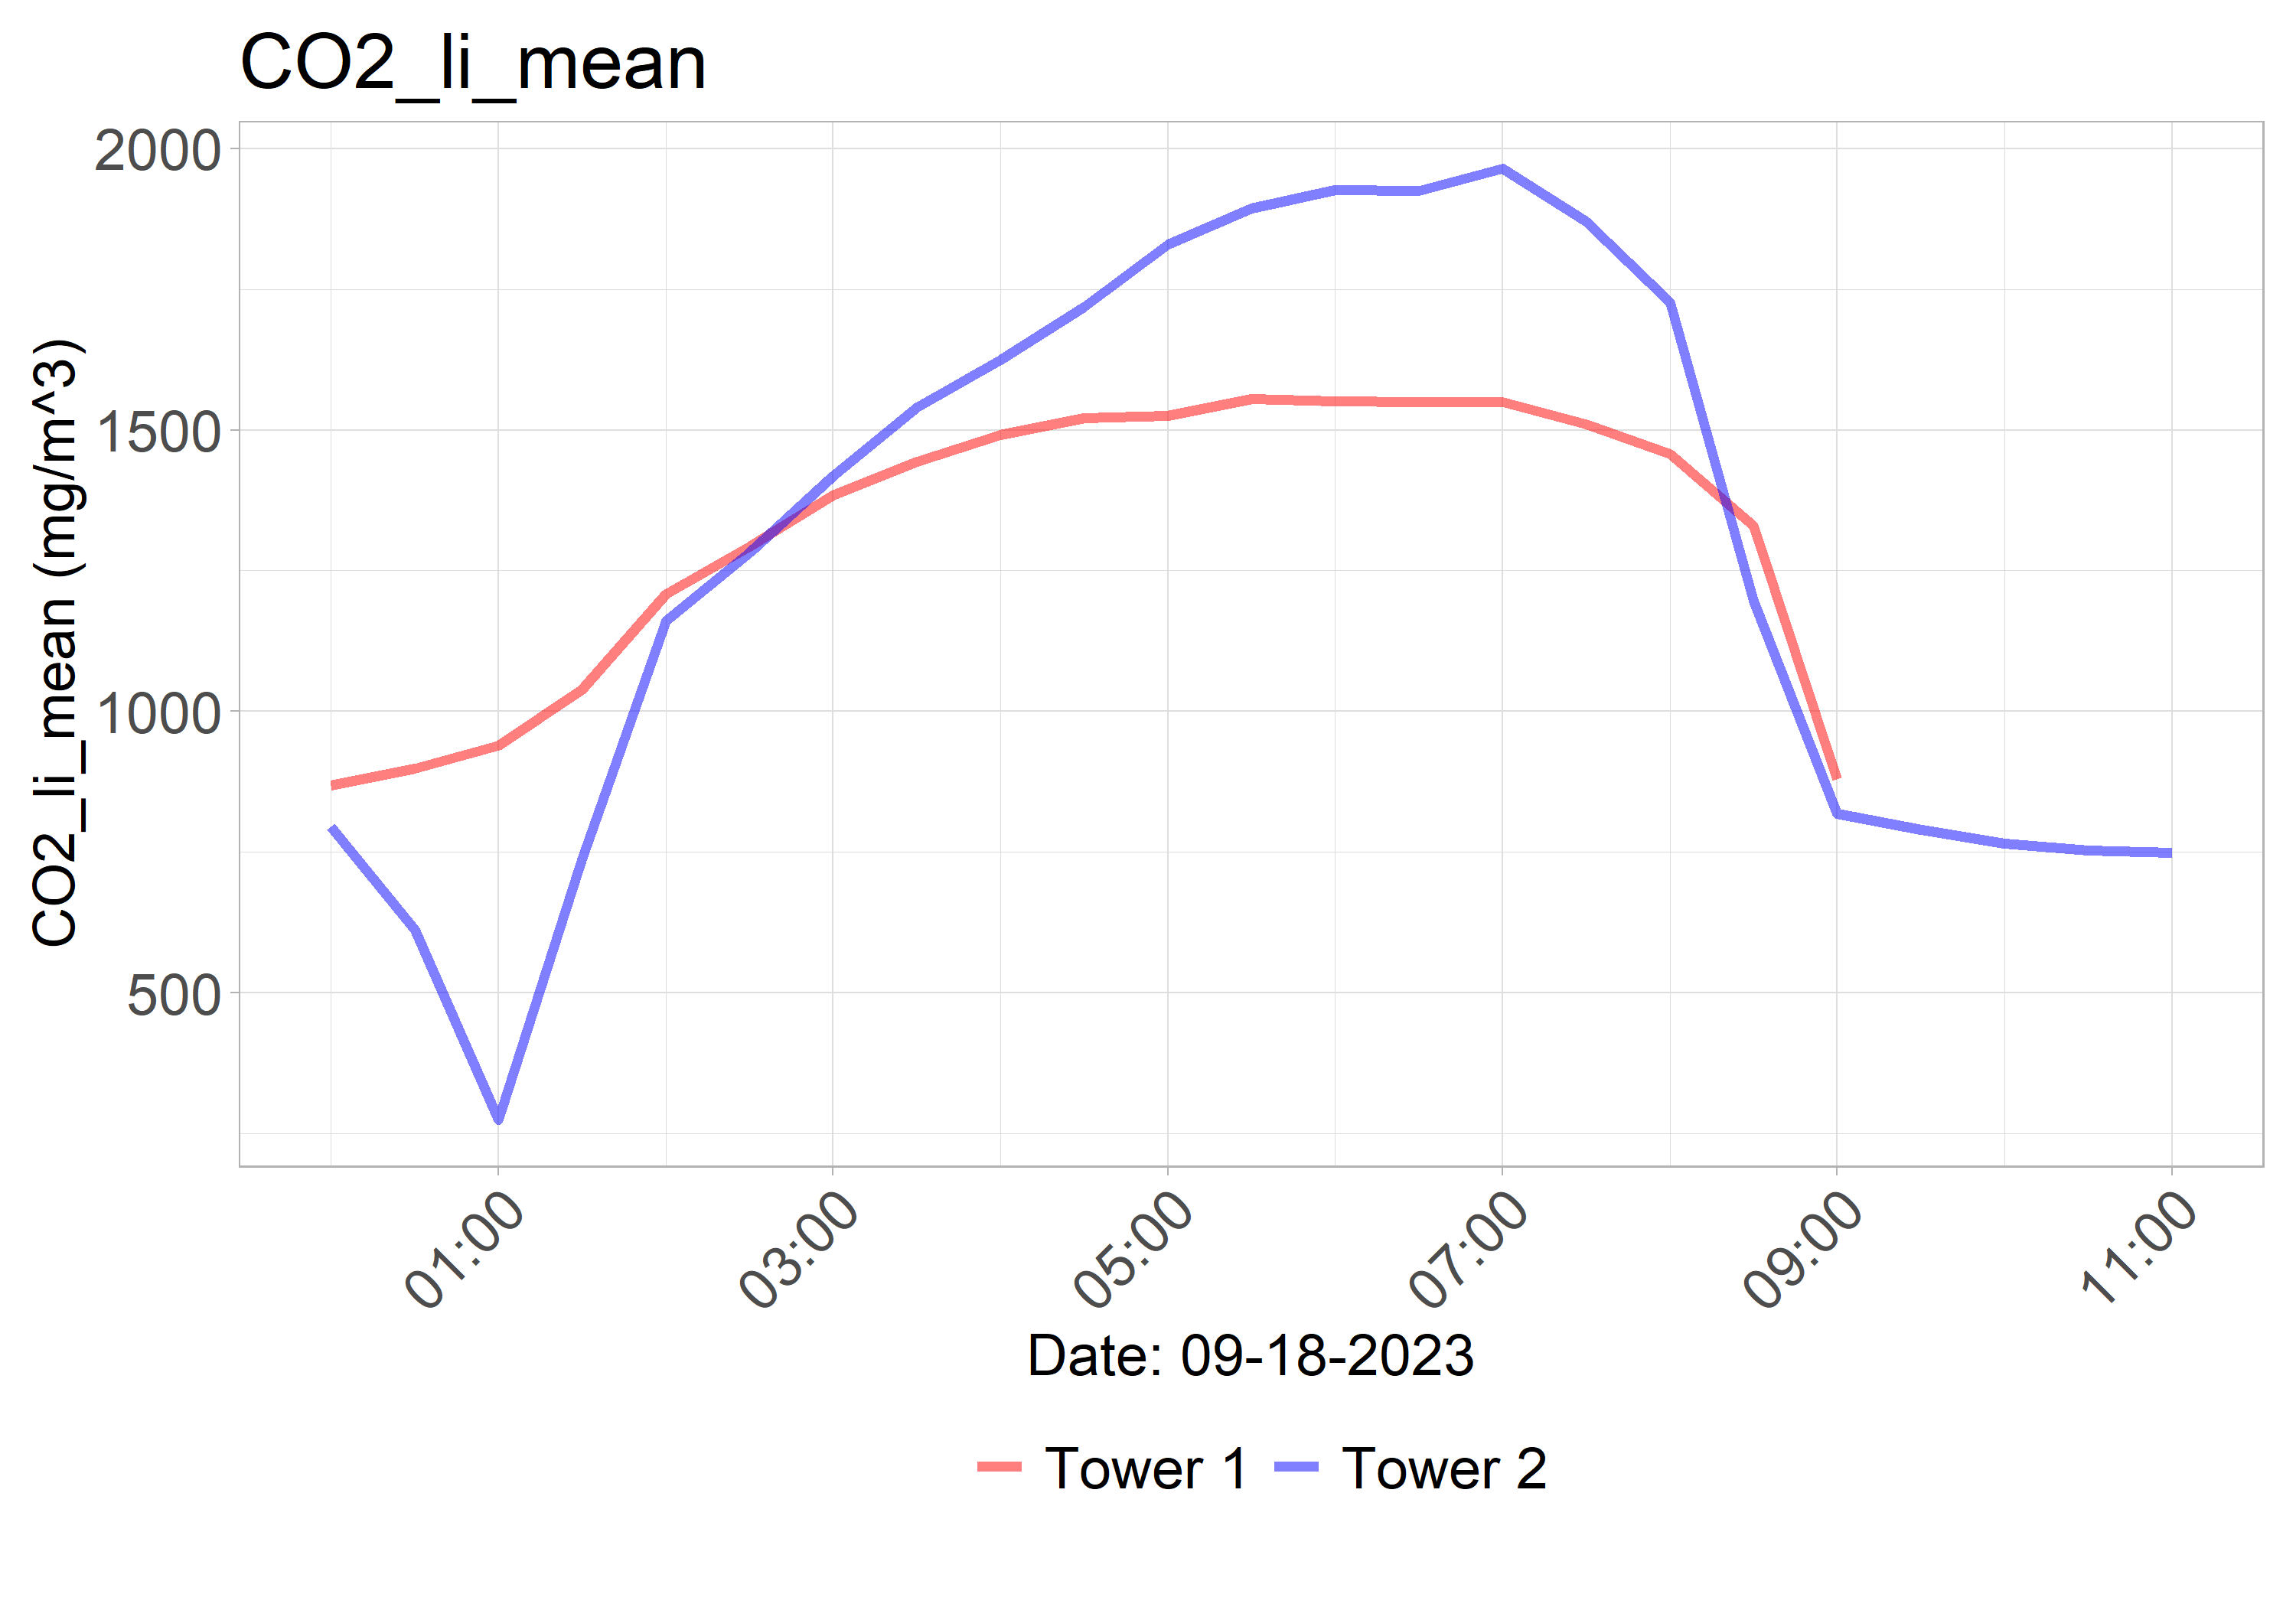 CO2_li_mean
CO2_li_mean (mg/m^3)
2000
1500
1000
500
01:00 03:00 05:00 07:00 09:00 11:00
Date: 09-18-2023
Tower 1 Tower 2